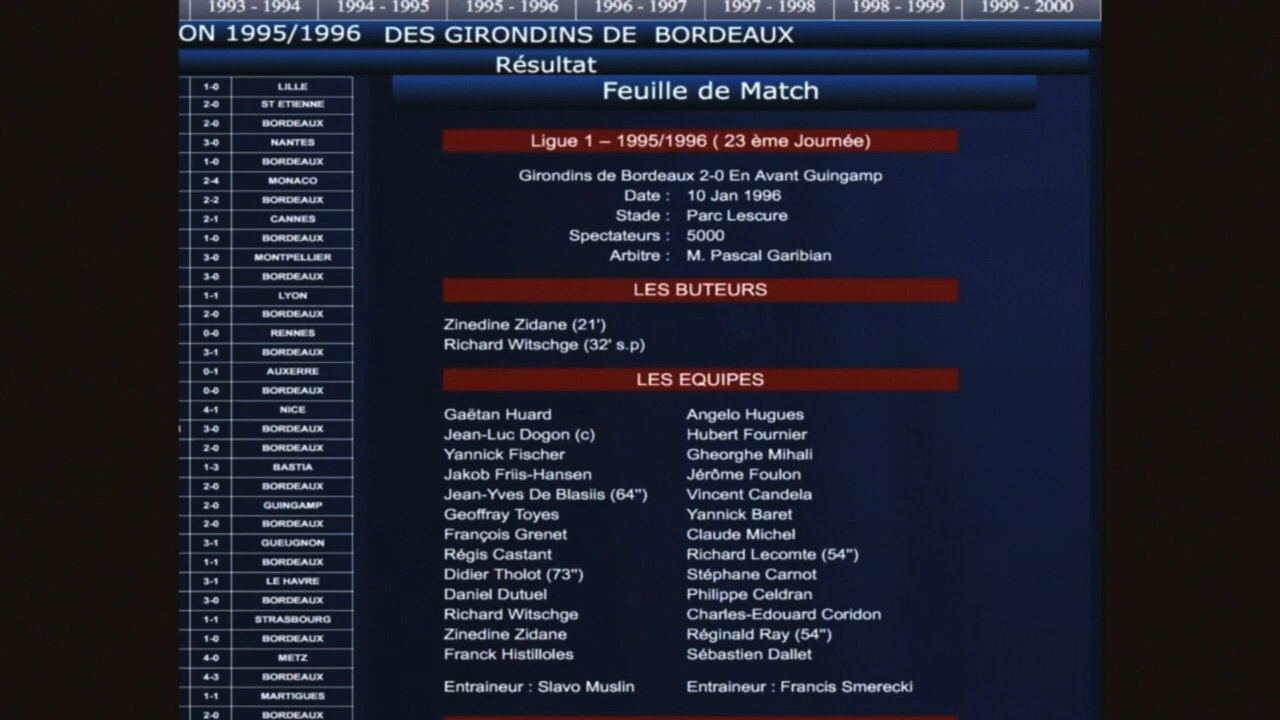 1993 - 1994 1994 - 1995 1995 - 1996 1996 - 1997 1997 - 1998 1998 - 1999 1999 - 2000
ON 1995/1996 DES GIRONDINS DE BORDEAUX
Résultat
1-0 LILLE
2-0 ST ETIENNE
2-0 BORDEAUX
3-0 NANTES
1-0 BORDEAUX
2-4 MONACO
2-2 BORDEAUX
2-1 CANNES
1-0 BORDEAUX
3-0 MONTPELLIER
3-0 BORDEAUX
1-1 LYON
2-0 BORDEAUX
0-0 RENNES
3-1 BORDEAUX
0-1 AUXERRE
0-0 BORDEAUX
4-1 NICE
3-0 BORDEAUX
2-0 BORDEAUX
1-3 BASTIA
2-0 BORDEAUX
2-0 GUINGAMP
2-0 BORDEAUX
3-1 GUEUGNON
1-1 BORDEAUX
3-1 LE HAVRE
3-0 BORDEAUX
1-1 STRASBOURG
1-0 BORDEAUX
4-0 METZ
4-3 BORDEAUX
1-1 MARTIGUES
2-0 BORDEAUX
Feuille de Match
Ligue 1 – 1995/1996 ( 23 ème Journée)
Girondins de Bordeaux 2-0 En Avant Guingamp
Date : 10 Jan 1996
Stade : Parc Lescure
Spectateurs : 5000
Arbitre : M. Pascal Garibian
LES BUTEURS
Zinedine Zidane (21')
Richard Witschge (32' s.p)
LES EQUIPES
Gaëtan Huard Angelo Hugues
Jean-Luc Dogon (c) Hubert Fournier
Yannick Fischer Gheorghe Mihali
Jakob Friis-Hansen Jérôme Foulon
Jean-Yves De Blasiis (64") Vincent Candela
Geoffray Toyes Yannick Baret
François Grenet Claude Michel
Régis Castant Richard Lecomte (54")
Didier Tholot (73") Stéphane Carnot
Daniel Dutuel Philippe Celdran
Richard Witschge Charles-Edouard Coridon
Zinedine Zidane Réginald Ray (54")
Franck Histilloles Sébastien Dallet
Entraineur : Slavo Muslin Entraineur : Francis Smerecki